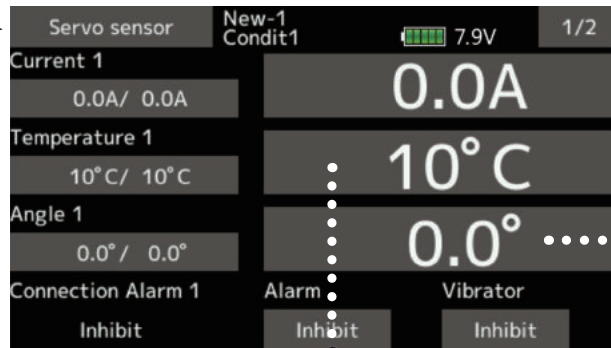 Servo sensor
New-1
Condit1
7.9V
1/2
Current 1
0.0A/ 0.0A
0.0A
Temperature 1
10°C/ 10°C
10°C
Angle 1
0.0°/ 0.0°
0.0°
Connection Alarm 1
Alarm
Vibrator
Inhibit
Inhibit
Inhibit